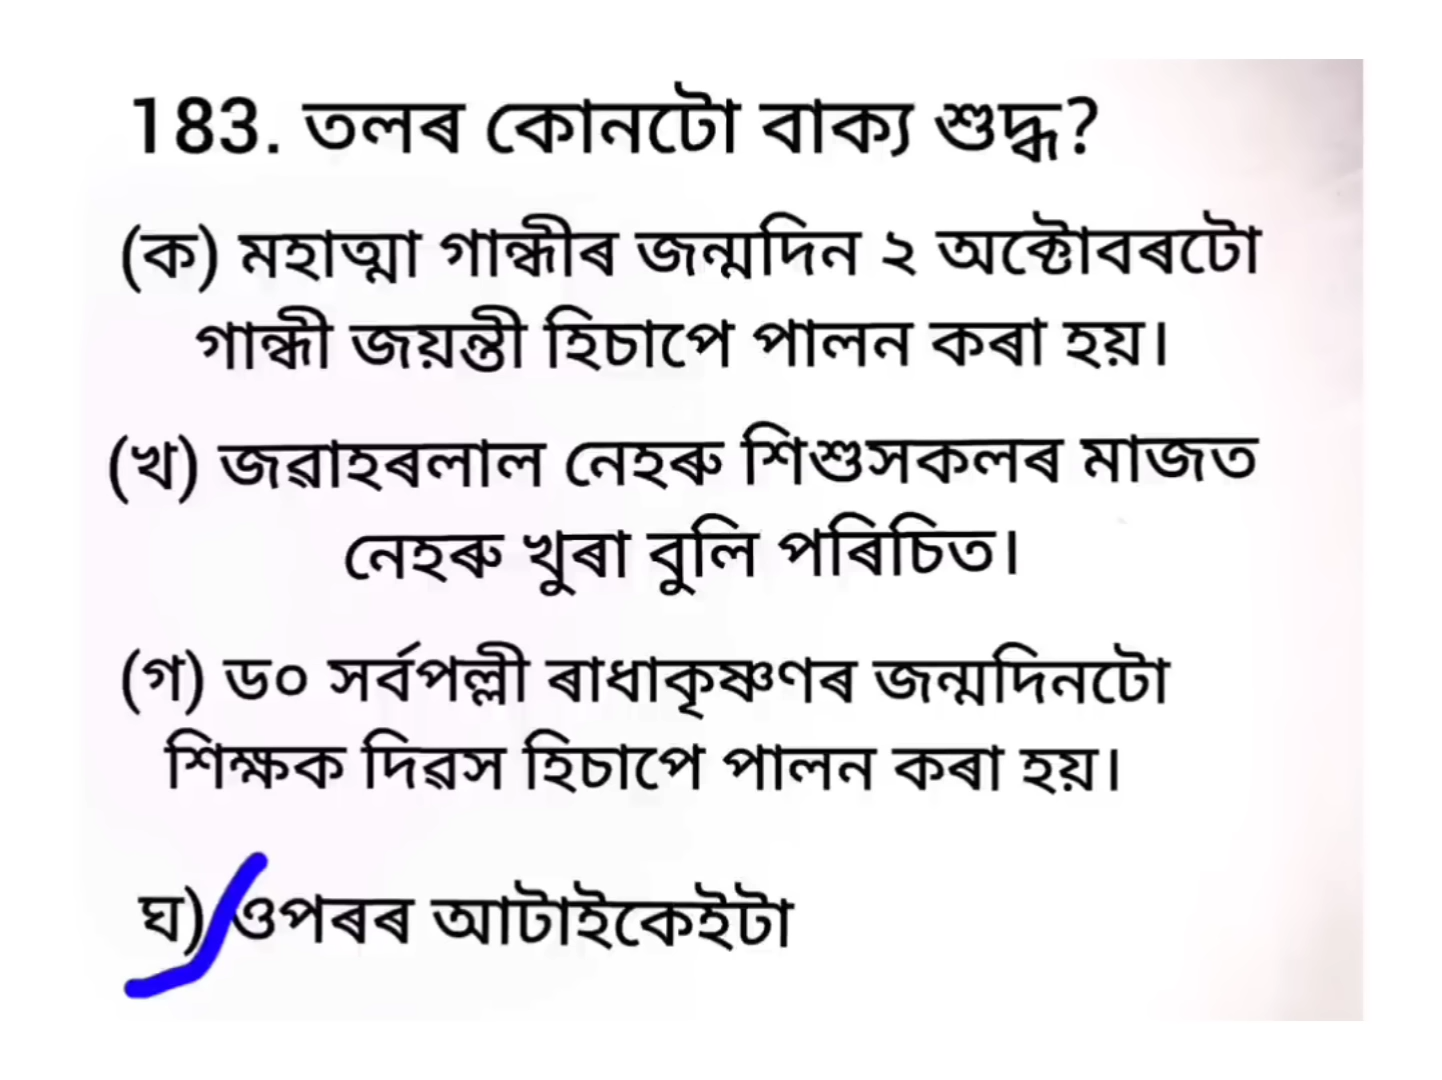 183. তলৰ কোনটো বাক্য শুদ্ধ?
(ক) মহাত্মা গান্ধীৰ জন্মদিন ২ অক্টোবৰটো
গান্ধী জয়ন্তী হিচাপে পালন কৰা হয়।
(খ) জৱাহৰলাল নেহৰু শিশুসকলৰ মাজত
নেহৰু খুৰা বুলি পৰিচিত।
(গ) ড০ সৰ্বপল্লী ৰাধাকৃষ্ণণৰ জন্মদিনটো
শিক্ষক দিৱস হিচাপে পালন কৰা হয়।
ঘ) ওপৰৰ আটাইকেইটা